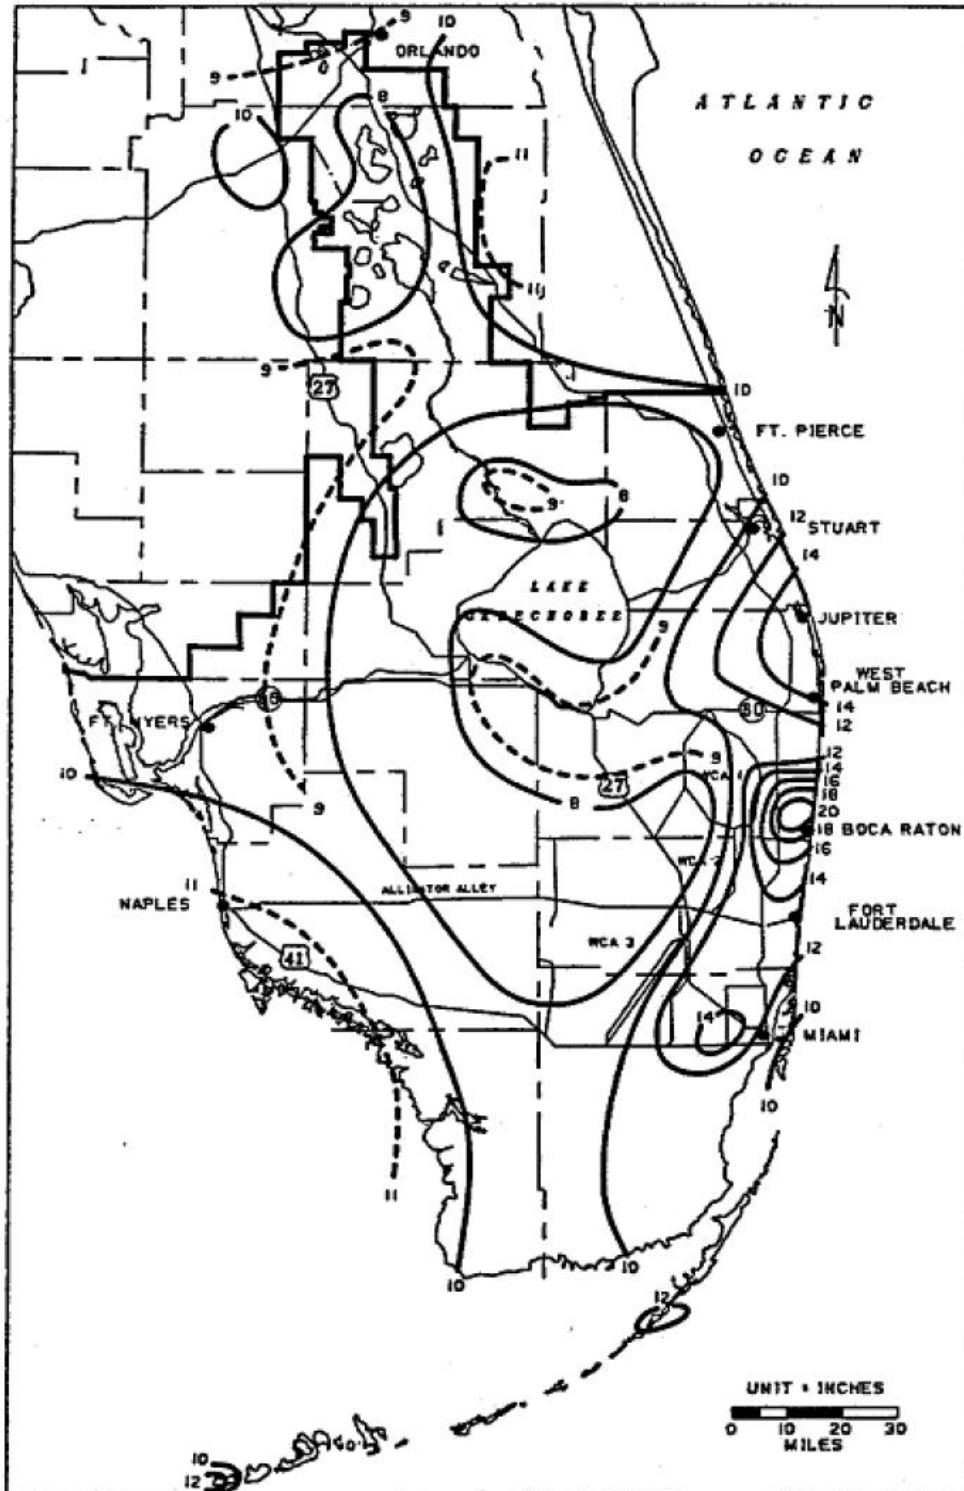 9
10
ORLANDO
9
8
10
ATLANTIC
OCEAN
11
11
N
9
27
10
FT. PIERCE
8
9
10
12
STUART
14
LAKE
OKEECHOBEE
JUPITER
9
WEST
PALM BEACH
80
80
14
12
FT. MYERS
10
12
9
14
WCA 1
16
27
18
8
20
9
18 BOCA RATON
WCA 2
16
11
14
ALLIGATOR ALLEY
NAPLES
FORT
LAUDERDALE
WCA 3
12
41
10
14
MIAMI
10
11
10
10
12
UNIT = INCHES
0 10 20 30
MILES
10
12